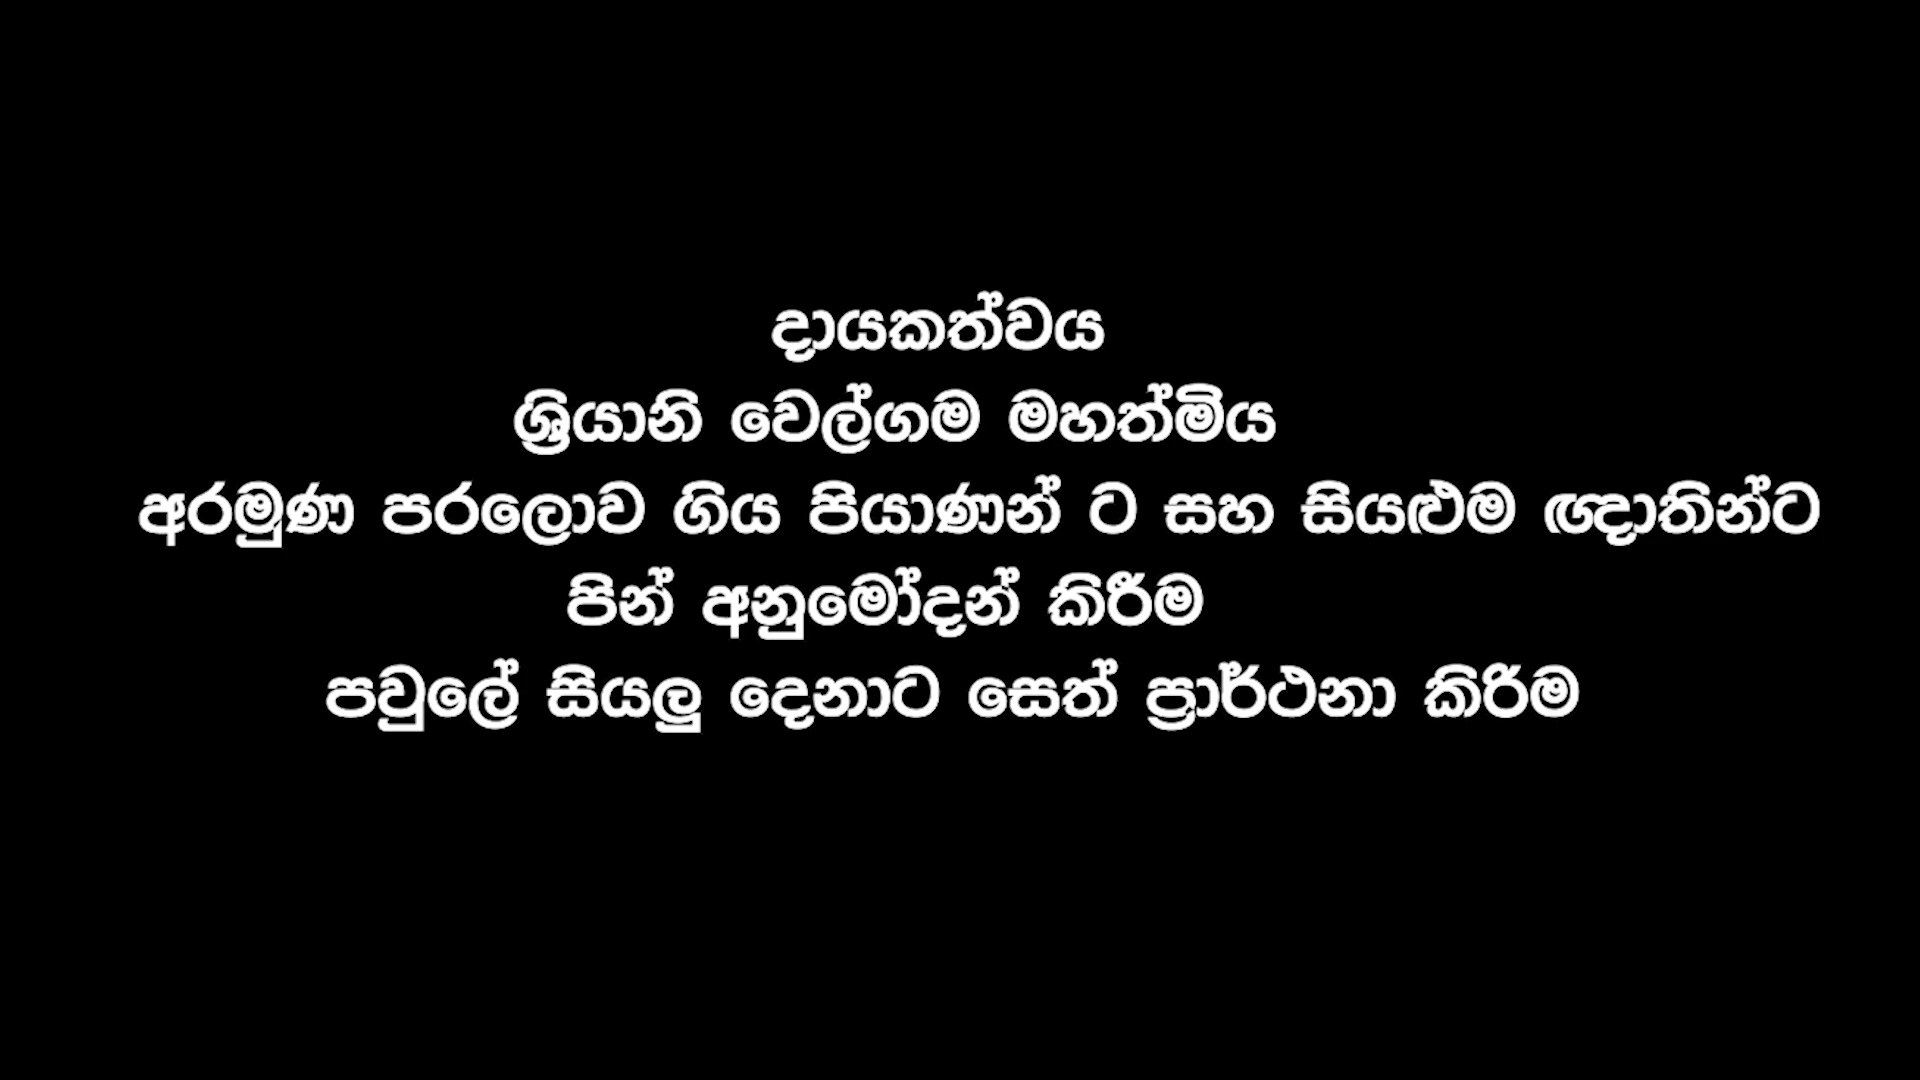 දායකත්වය
ශ්‍රියානි වෙල්ගම මහත්මිය
අරමුණ පරලොව ගිය පියාණන් ට සහ සියළුම ඥාතින්ට
පින් අනුමෝදන් කිරීම
පවුලේ සියලු දෙනාට සෙත් ප්‍රාර්ථනා කිරිම